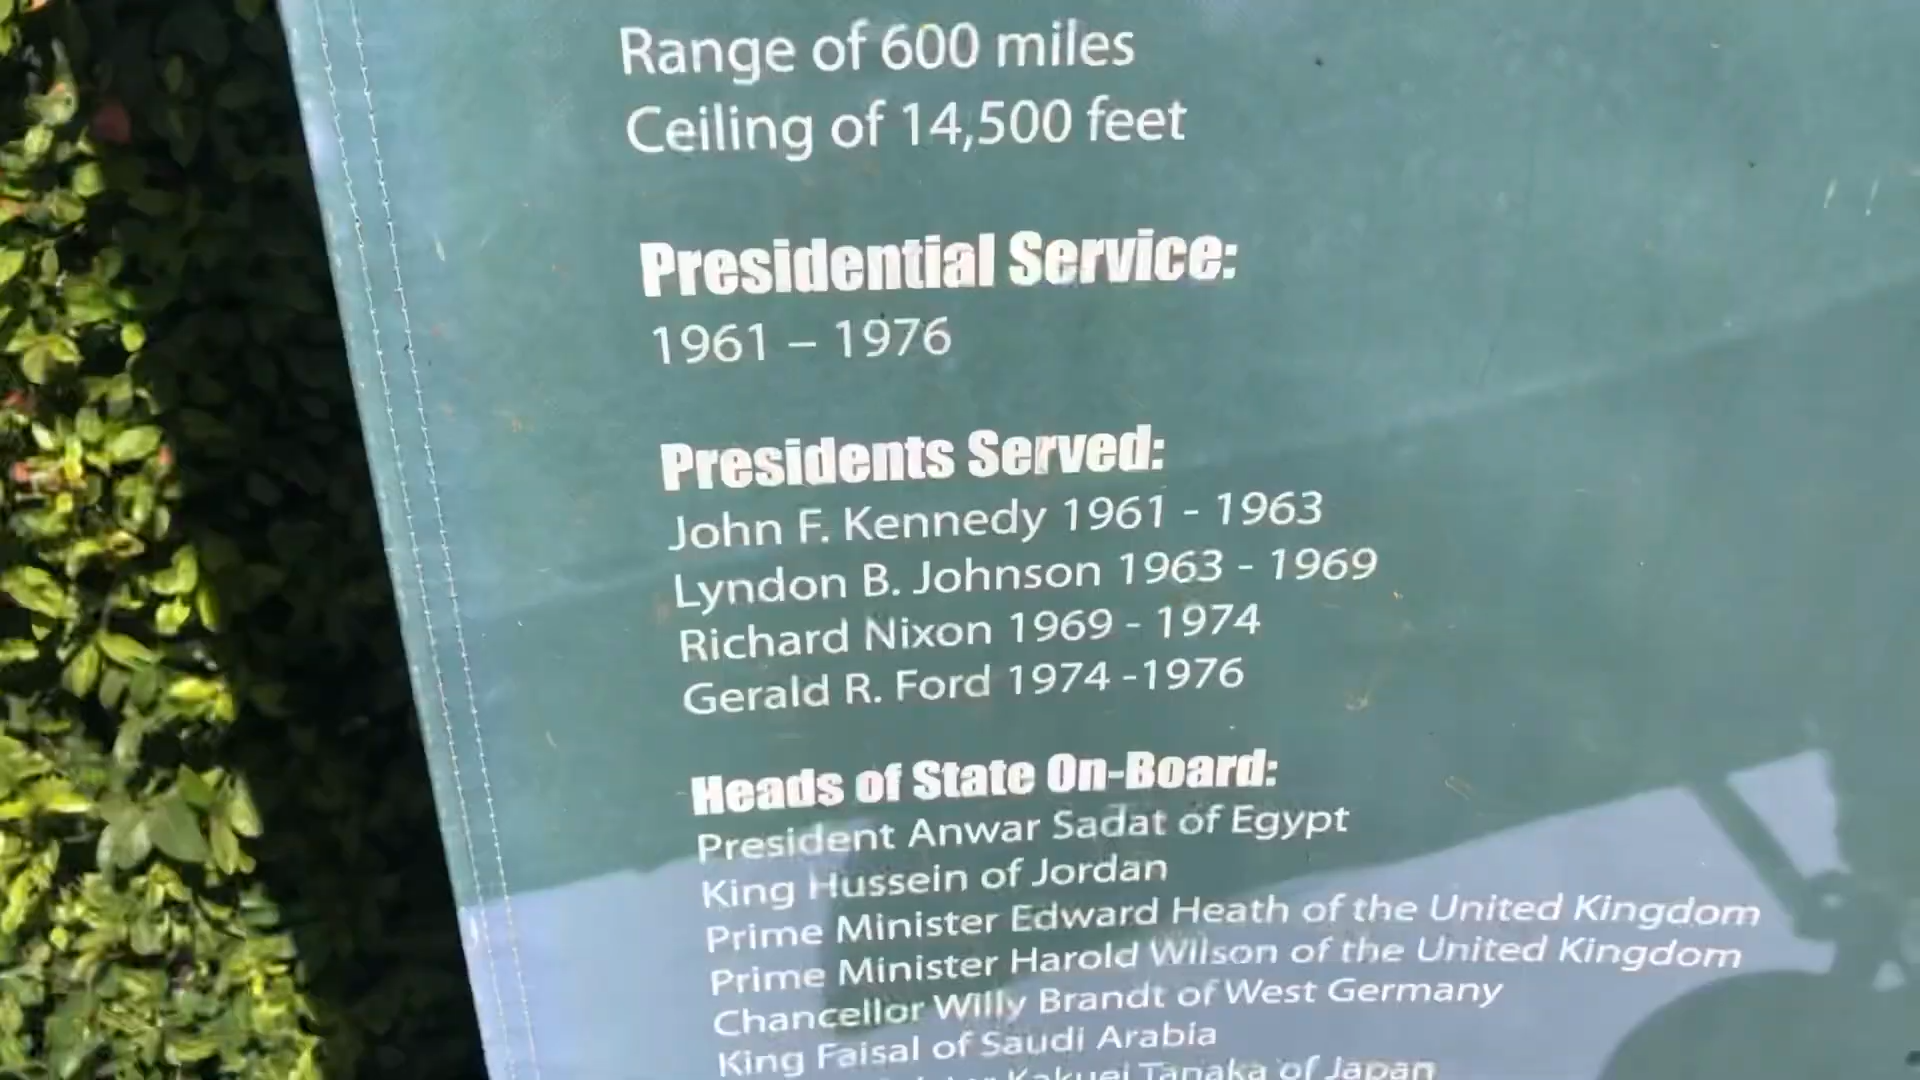 Range of 600 miles
Ceiling of 14,500 feet
Presidential Service:
1961 – 1976
Presidents Served:
John F. Kennedy 1961 - 1963
Lyndon B. Johnson 1963 - 1969
Richard Nixon 1969 - 1974
Gerald R. Ford 1974 -1976
Heads of State On-Board:
President Anwar Sadat of Egypt
King Hussein of Jordan
Prime Minister Edward Heath of the United Kingdom
Prime Minister Harold Wilson of the United Kingdom
Chancellor Willy Brandt of West Germany
King Faisal of Saudi Arabia
Kakuei Tanaka of Japan